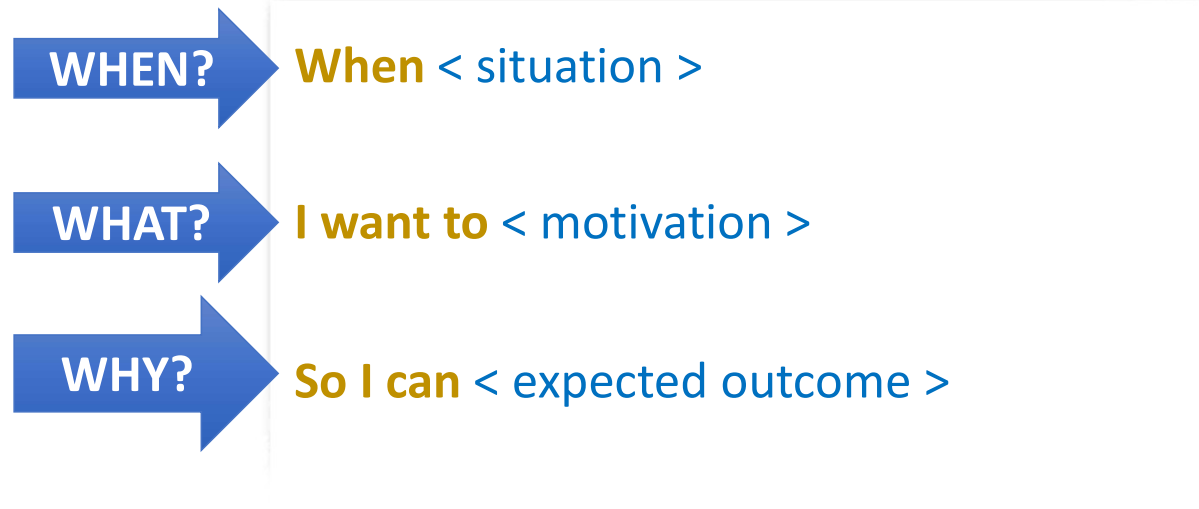 WHEN? When < situation >
WHAT? I want to < motivation >
WHY? So I can < expected outcome >